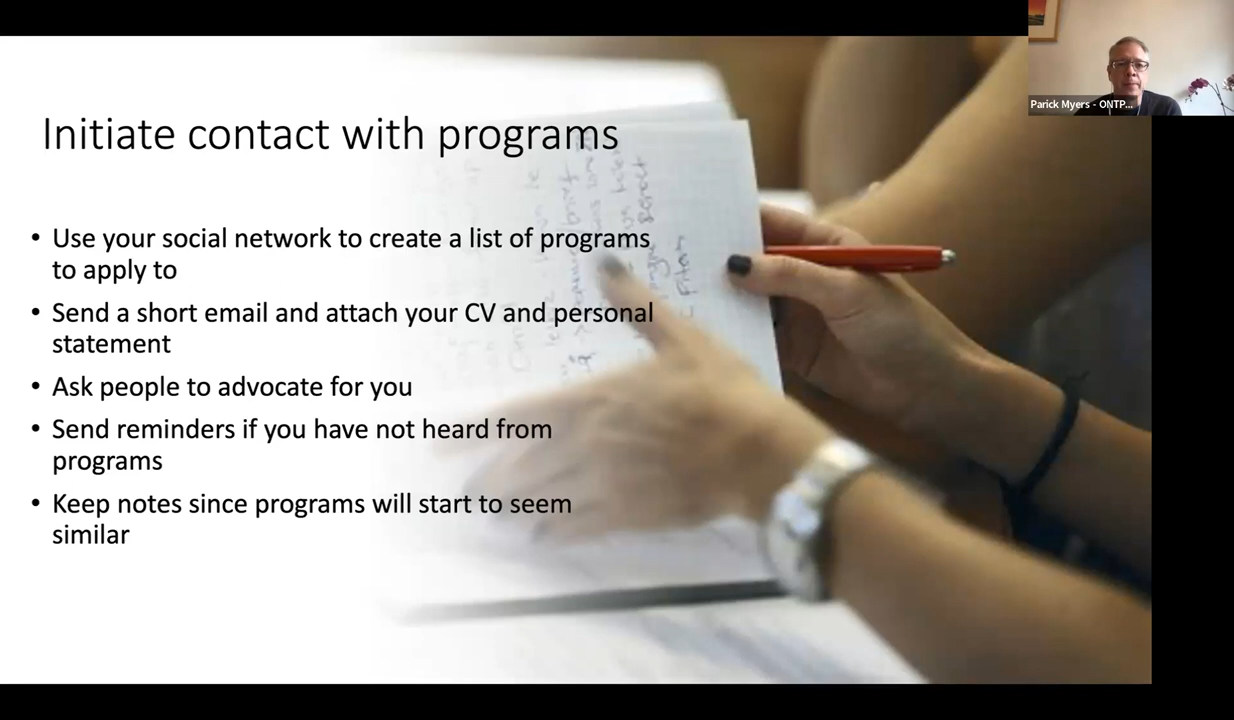 Parick Myers - ONTP...
Initiate contact with programs
• Use your social network to create a list of programs
to apply to
• Send a short email and attach your CV and personal
statement
• Ask people to advocate for you
• Send reminders if you have not heard from
programs
• Keep notes since programs will start to seem
similar